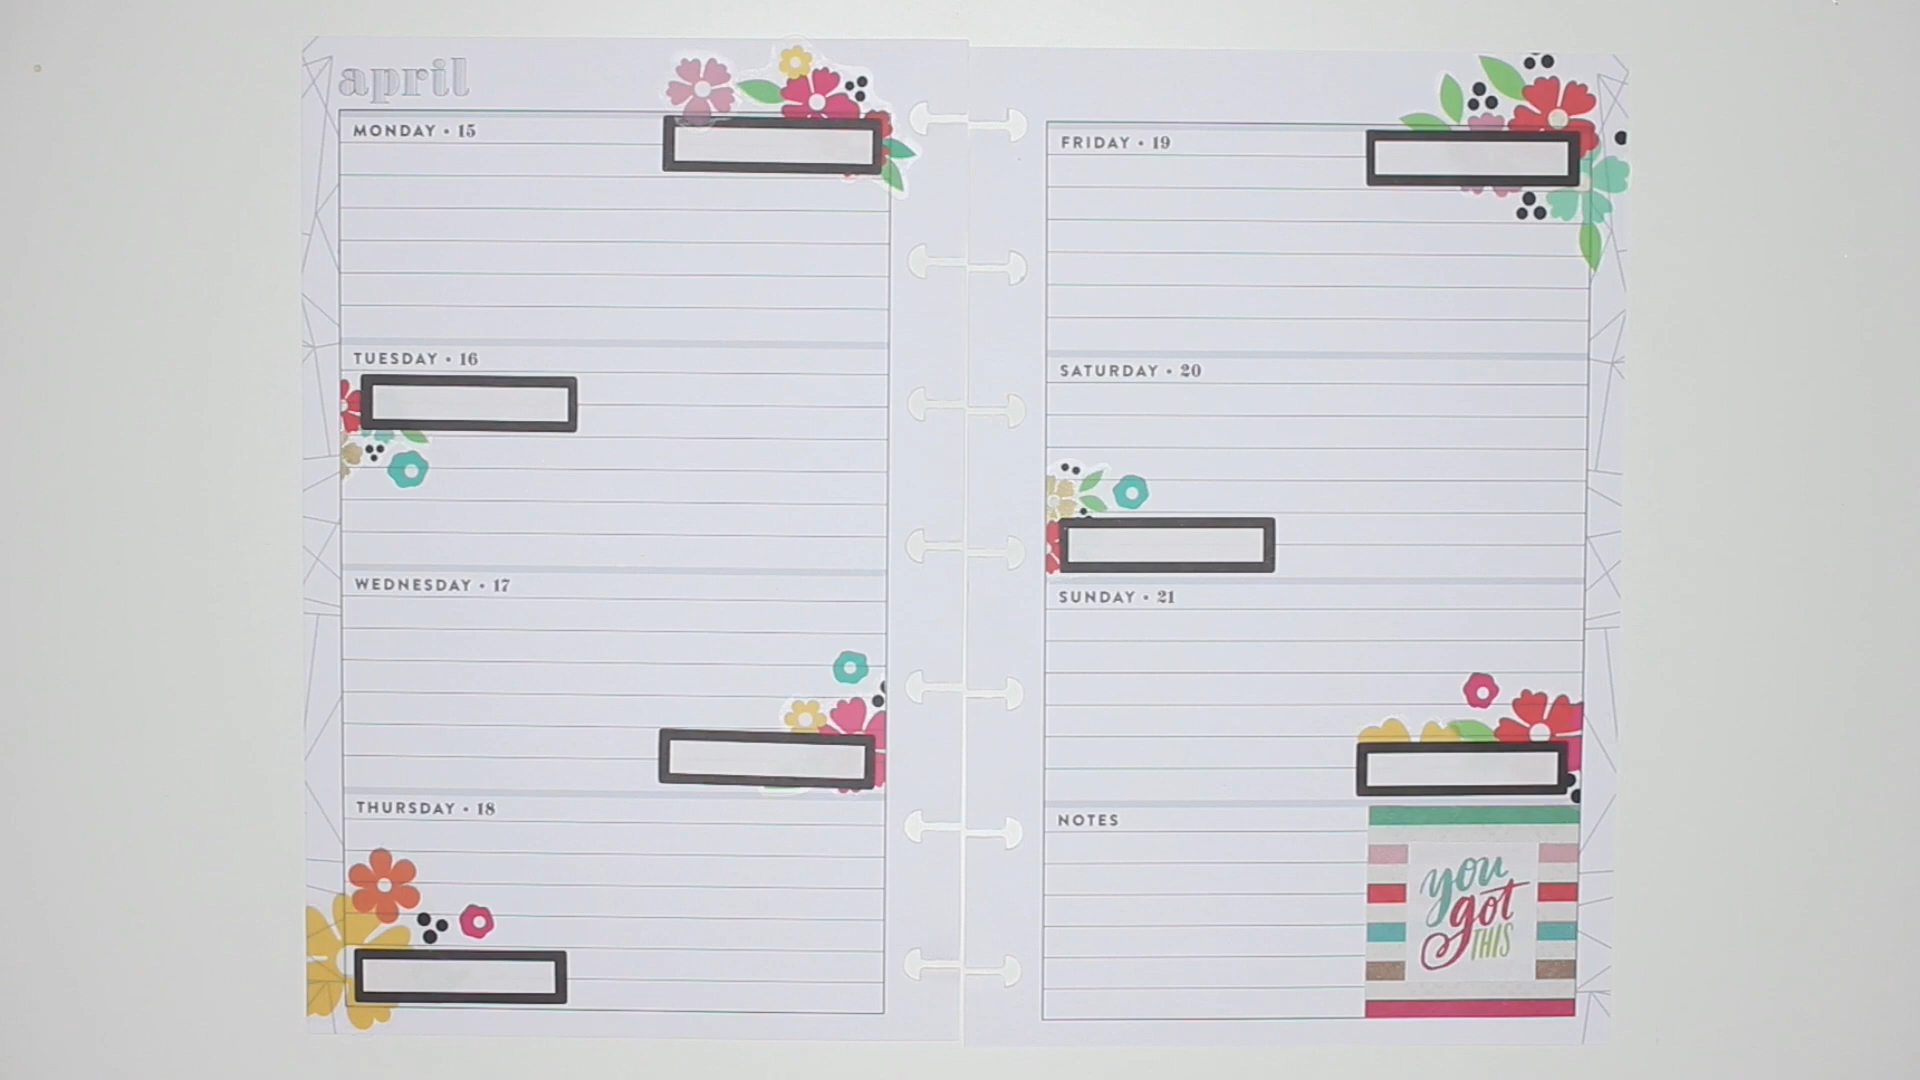 april
MONDAY • 15
TUESDAY • 16
WEDNESDAY • 17
THURSDAY • 18
FRIDAY • 19
SATURDAY • 20
SUNDAY • 21
NOTES
you
got
THIS